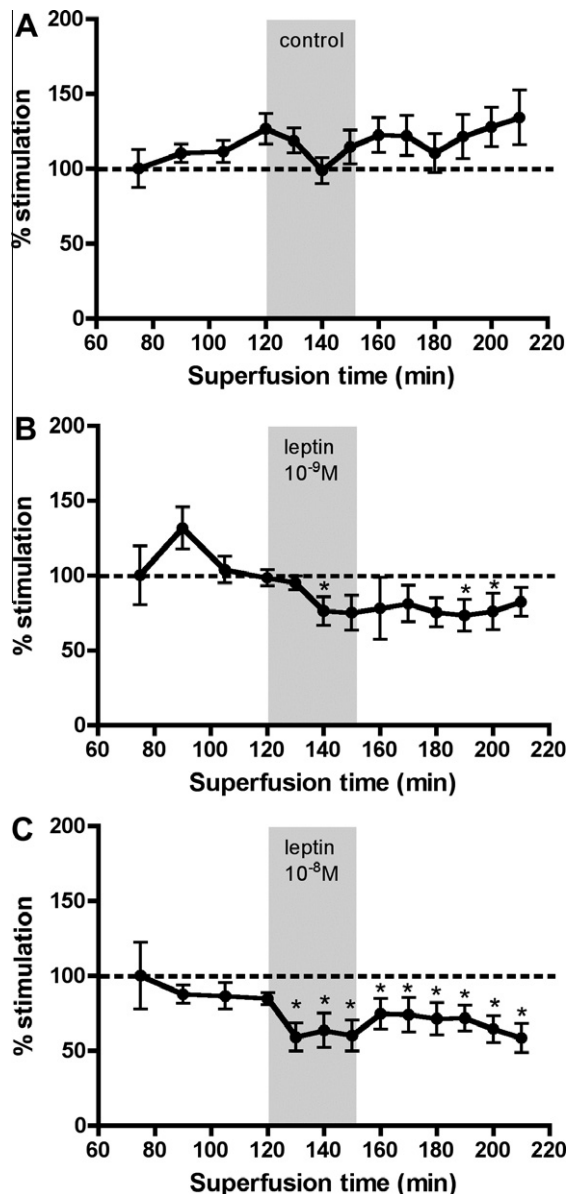 A
control
% stimulation
200
150
100
50
0
60 80 100 120 140 160 180 200 220
Superfusion time (min)
B
leptin
10⁻⁹M
*
* *
% stimulation
200
150
100
50
0
60 80 100 120 140 160 180 200 220
Superfusion time (min)
C
leptin
10⁻⁸M
* * * * * * * * *
% stimulation
200
150
100
50
0
60 80 100 120 140 160 180 200 220
Superfusion time (min)